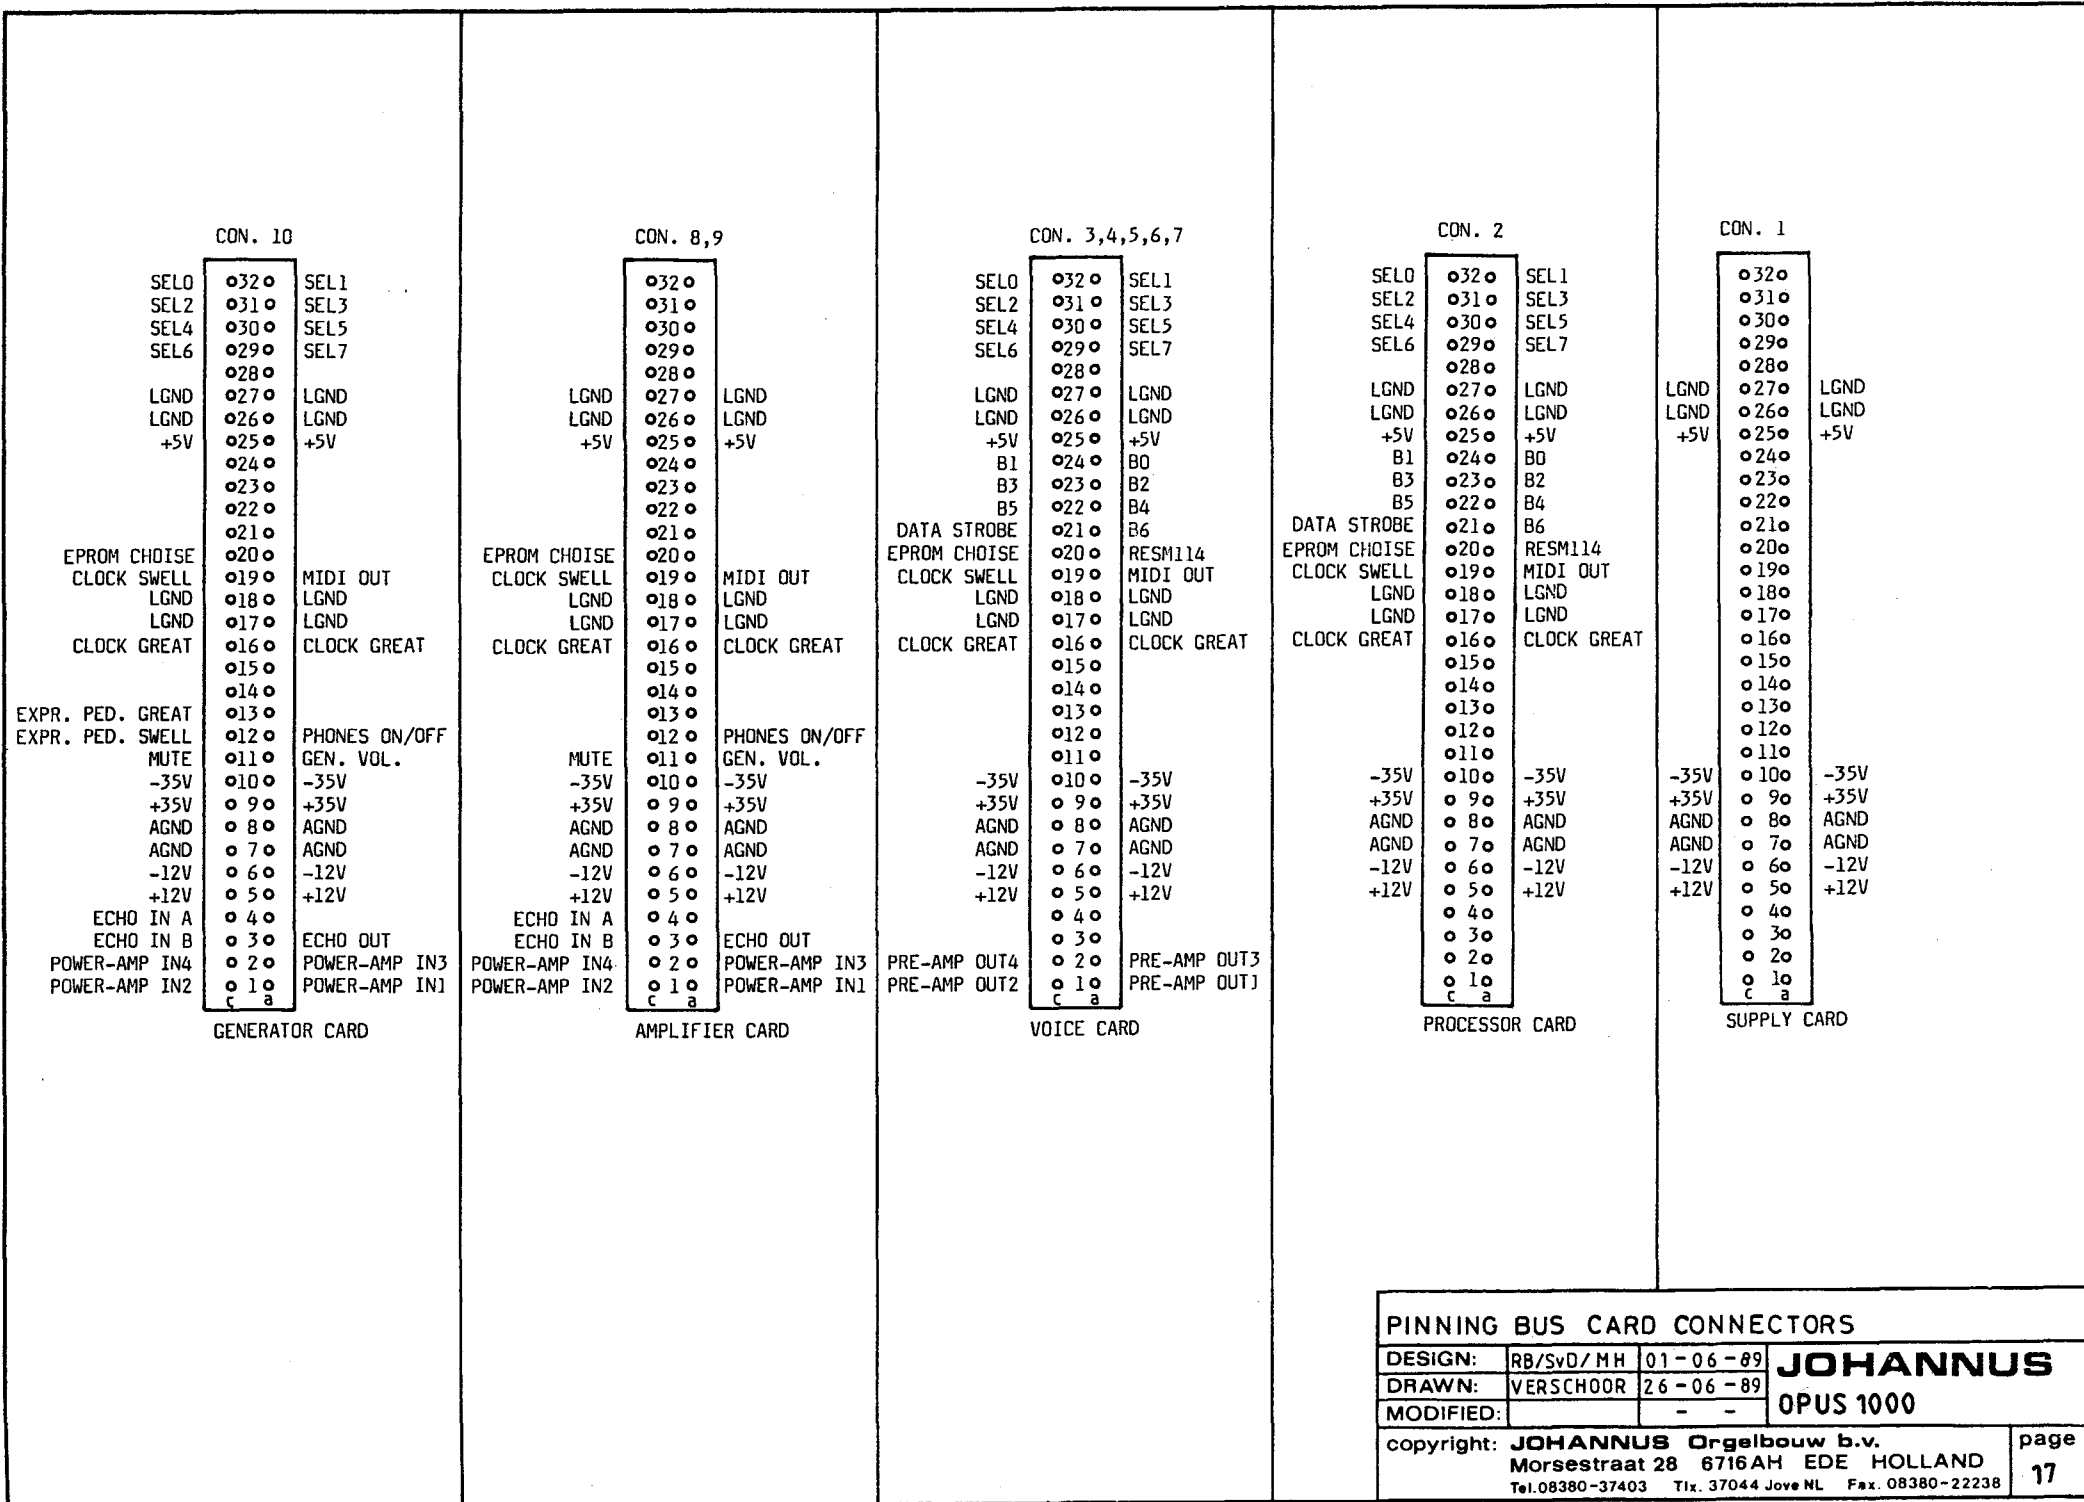 CON. 10
SEL0 32 SEL1
SEL2 31 SEL3
SEL4 30 SEL5
SEL6 29 SEL7
28
LGND 27 LGND
LGND 26 LGND
+5V 25 +5V
24
23
22
21
EPROM CHOISE 20
CLOCK SWELL 19 MIDI OUT
LGND 18 LGND
LGND 17 LGND
CLOCK GREAT 16 CLOCK GREAT
15
14
EXPR. PED. GREAT 13
EXPR. PED. SWELL 12 PHONES ON/OFF
MUTE 11 GEN. VOL.
-35V 10 -35V
+35V 9 +35V
AGND 8 AGND
AGND 7 AGND
-12V 6 -12V
+12V 5 +12V
ECHO IN A 4
ECHO IN B 3 ECHO OUT
POWER-AMP IN4 2 POWER-AMP IN3
POWER-AMP IN2 1 POWER-AMP IN1
c a
GENERATOR CARD
CON. 8,9
32
31
30
29
28
LGND 27 LGND
LGND 26 LGND
+5V 25 +5V
24
23
22
21
EPROM CHOISE 20
CLOCK SWELL 19 MIDI OUT
LGND 18 LGND
LGND 17 LGND
CLOCK GREAT 16 CLOCK GREAT
15
14
13
12 PHONES ON/OFF
MUTE 11 GEN. VOL.
-35V 10 -35V
+35V 9 +35V
AGND 8 AGND
AGND 7 AGND
-12V 6 -12V
+12V 5 +12V
ECHO IN A 4
ECHO IN B 3 ECHO OUT
POWER-AMP IN4 2 POWER-AMP IN3
POWER-AMP IN2 1 POWER-AMP IN1
c a
AMPLIFIER CARD
CON. 3,4,5,6,7
SEL0 32 SEL1
SEL2 31 SEL3
SEL4 30 SEL5
SEL6 29 SEL7
28
LGND 27 LGND
LGND 26 LGND
+5V 25 +5V
B1 24 B0
B3 23 B2
B5 22 B4
DATA STROBE 21 B6
EPROM CHOISE 20 RESM114
CLOCK SWELL 19 MIDI OUT
LGND 18 LGND
LGND 17 LGND
CLOCK GREAT 16 CLOCK GREAT
15
14
13
12
11
-35V 10 -35V
+35V 9 +35V
AGND 8 AGND
AGND 7 AGND
-12V 6 -12V
+12V 5 +12V
4
3
PRE-AMP OUT4 2 PRE-AMP OUT3
PRE-AMP OUT2 1 PRE-AMP OUT1
c a
VOICE CARD
CON. 2
SEL0 32 SEL1
SEL2 31 SEL3
SEL4 30 SEL5
SEL6 29 SEL7
28
LGND 27 LGND
LGND 26 LGND
+5V 25 +5V
B1 24 B0
B3 23 B2
B5 22 B4
DATA STROBE 21 B6
EPROM CHOISE 20 RESM114
CLOCK SWELL 19 MIDI OUT
LGND 18 LGND
LGND 17 LGND
CLOCK GREAT 16 CLOCK GREAT
15
14
13
12
11
-35V 10 -35V
+35V 9 +35V
AGND 8 AGND
AGND 7 AGND
-12V 6 -12V
+12V 5 +12V
4
3
2
1
c a
PROCESSOR CARD
CON. 1
32
31
30
29
28
LGND 27 LGND
LGND 26 LGND
+5V 25 +5V
24
23
22
21
20
19
18
17
16
15
14
13
12
11
-35V 10 -35V
+35V 9 +35V
AGND 8 AGND
AGND 7 AGND
-12V 6 -12V
+12V 5 +12V
4
3
2
1
c a
SUPPLY CARD
PINNING BUS CARD CONNECTORS
DESIGN: RB/SvD/MH 01-06-89
DRAWN: VERSCHOOR 26-06-89
MODIFIED: - -
JOHANNUS
OPUS 1000
copyright: JOHANNUS Orgelbouw b.v.
Morsestraat 28 6716AH EDE HOLLAND
Tel.08380-37403 Tlx. 37044 Jove NL Fax. 08380-22238
page
17